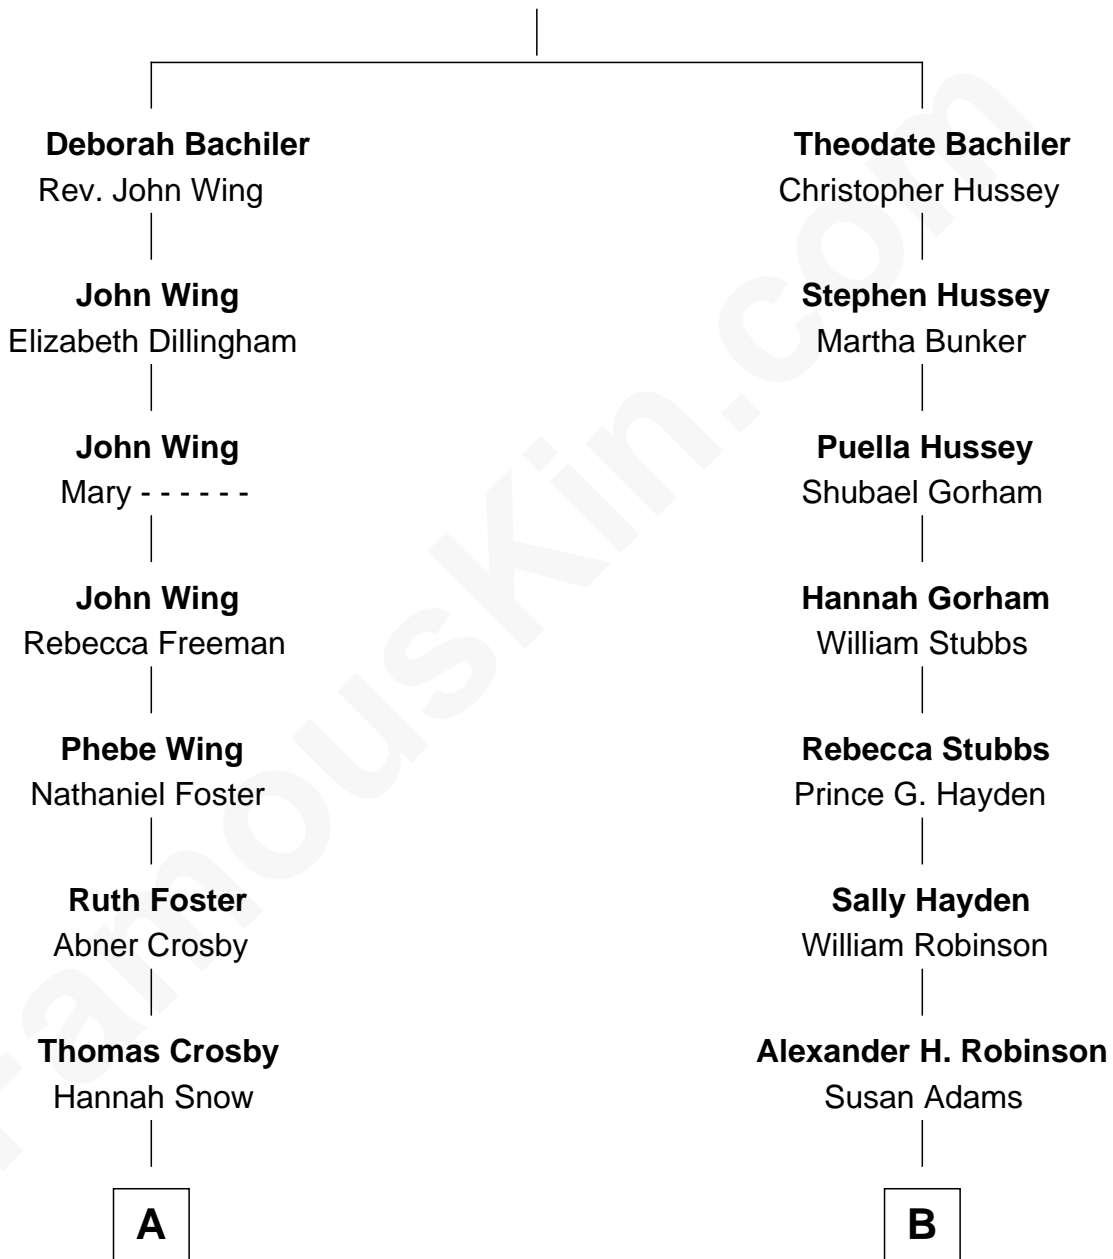 Deborah Bachiler
Rev. John Wing
John Wing
Elizabeth Dillingham
John Wing
Mary - - - - - -
John Wing
Rebecca Freeman
Phebe Wing
Nathaniel Foster
Ruth Foster
Abner Crosby
Thomas Crosby
Hannah Snow
A
Theodate Bachiler
Christopher Hussey
Stephen Hussey
Martha Bunker
Puella Hussey
Shubael Gorham
Hannah Gorham
William Stubbs
Rebecca Stubbs
Prince G. Hayden
Sally Hayden
William Robinson
Alexander H. Robinson
Susan Adams
B
FamousKin.com